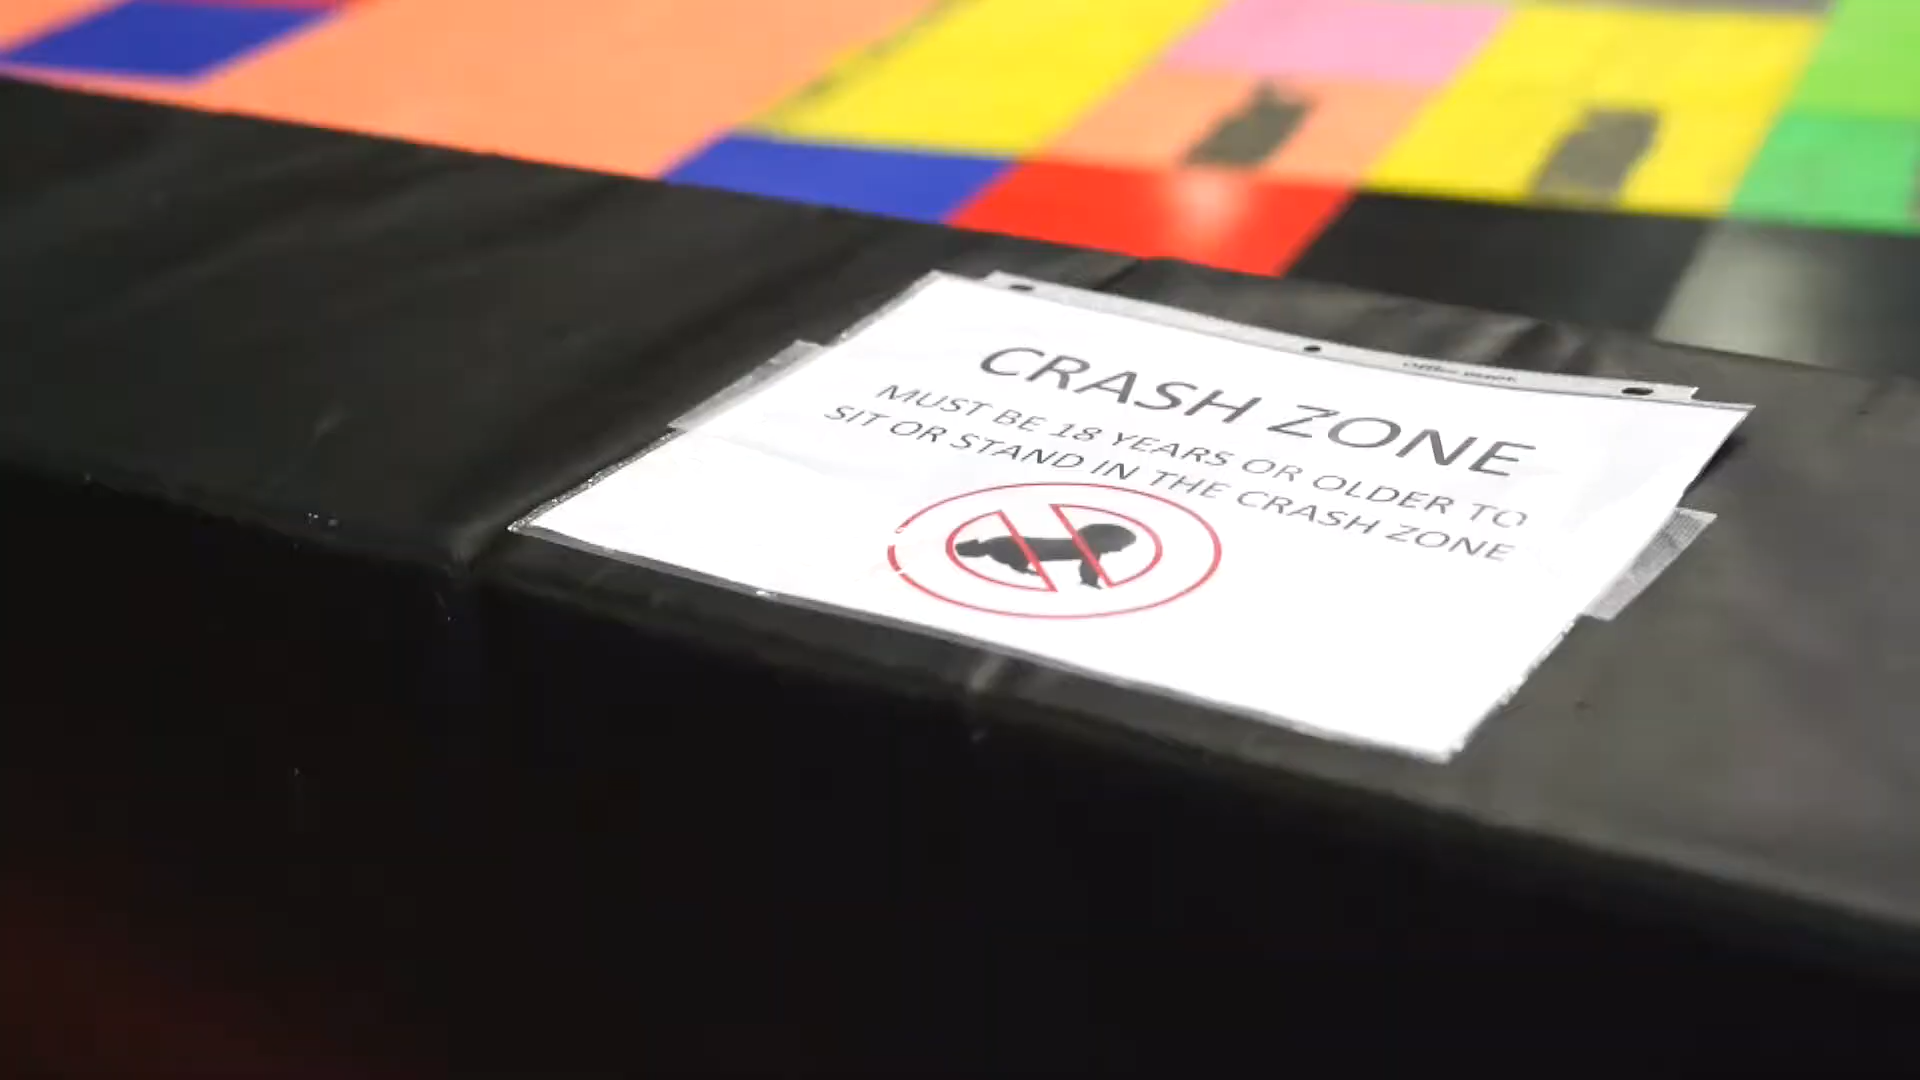 CRASH ZONE
MUST BE 18 YEARS OR OLDER TO
SIT OR STAND IN THE CRASH ZONE